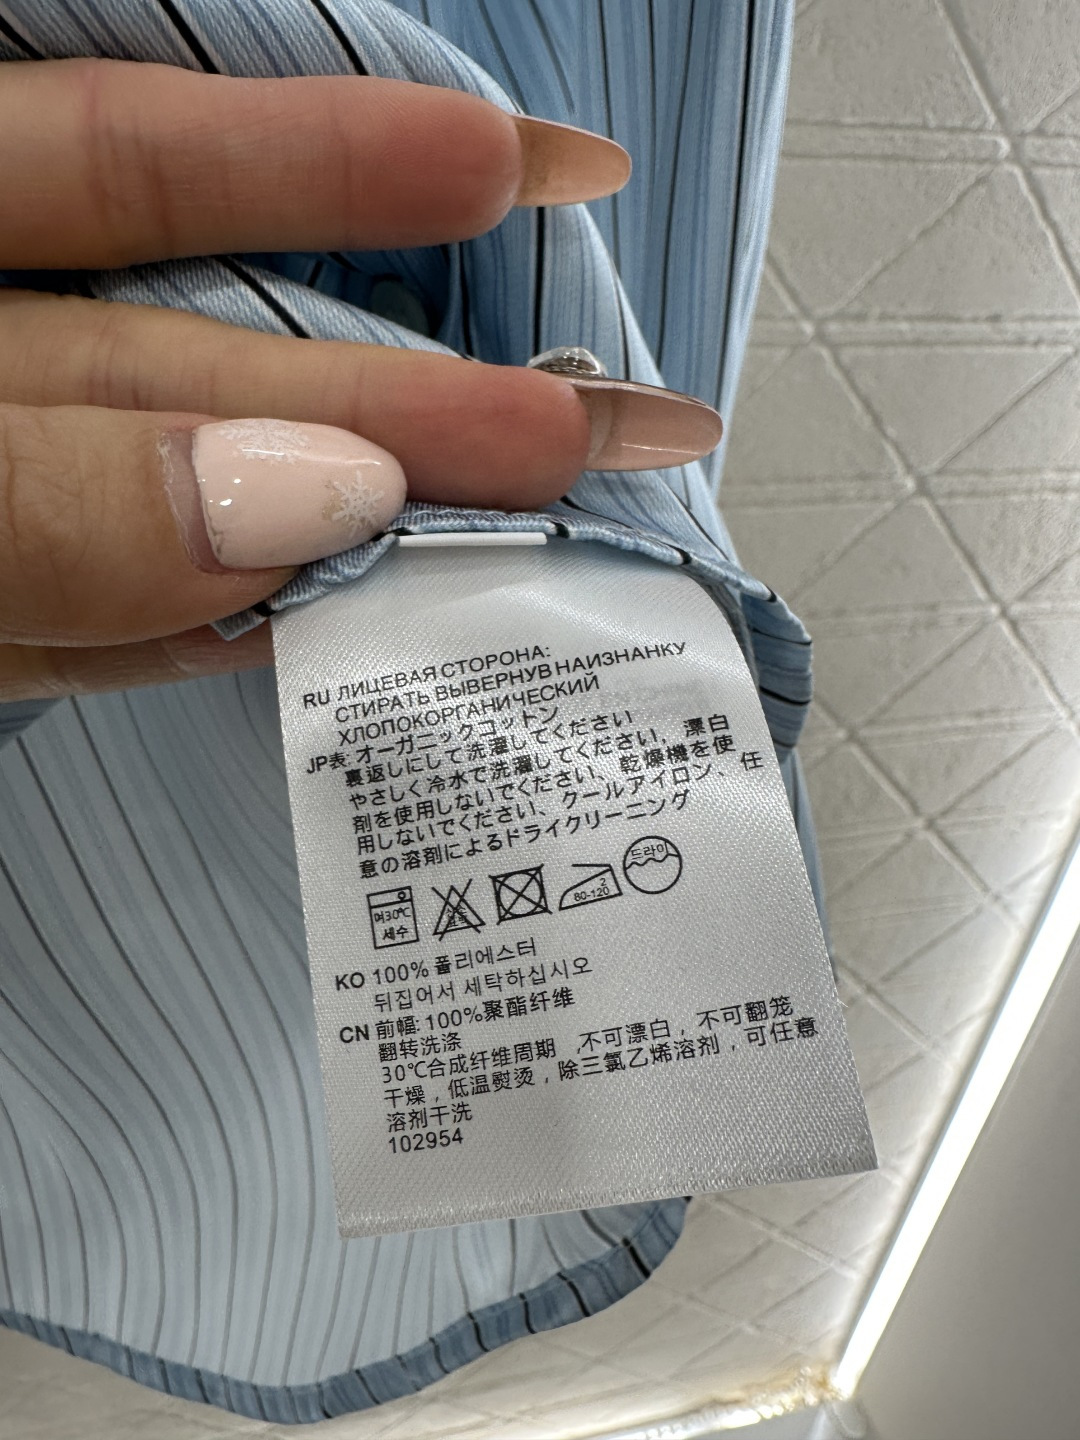 RU ЛИЦЕВАЯ СТОРОНА:
СТИРАТЬ ВЫВЕРНУВ НАИЗНАНКУ
ХЛОПОКОРГАНИЧЕСКИЙ
JP表: オーガニックコットン
裏返しにして洗濯してください
やさしく冷水で洗濯してください、漂白
剤を使用しないでください、乾燥機を使
用しないでください、クールアイロン、任
意の溶剤によるドライクリーニング
약30℃
세수
80-120
2
드라이
KO 100% 폴리에스터
뒤집어서 세탁하십시오
CN 前幅: 100%聚酯纤维
翻转洗涤
30℃合成纤维周期 ,不可漂白，不可翻笼
干燥，低温熨烫，除三氯乙烯溶剂，可任意
溶剂干洗
102954